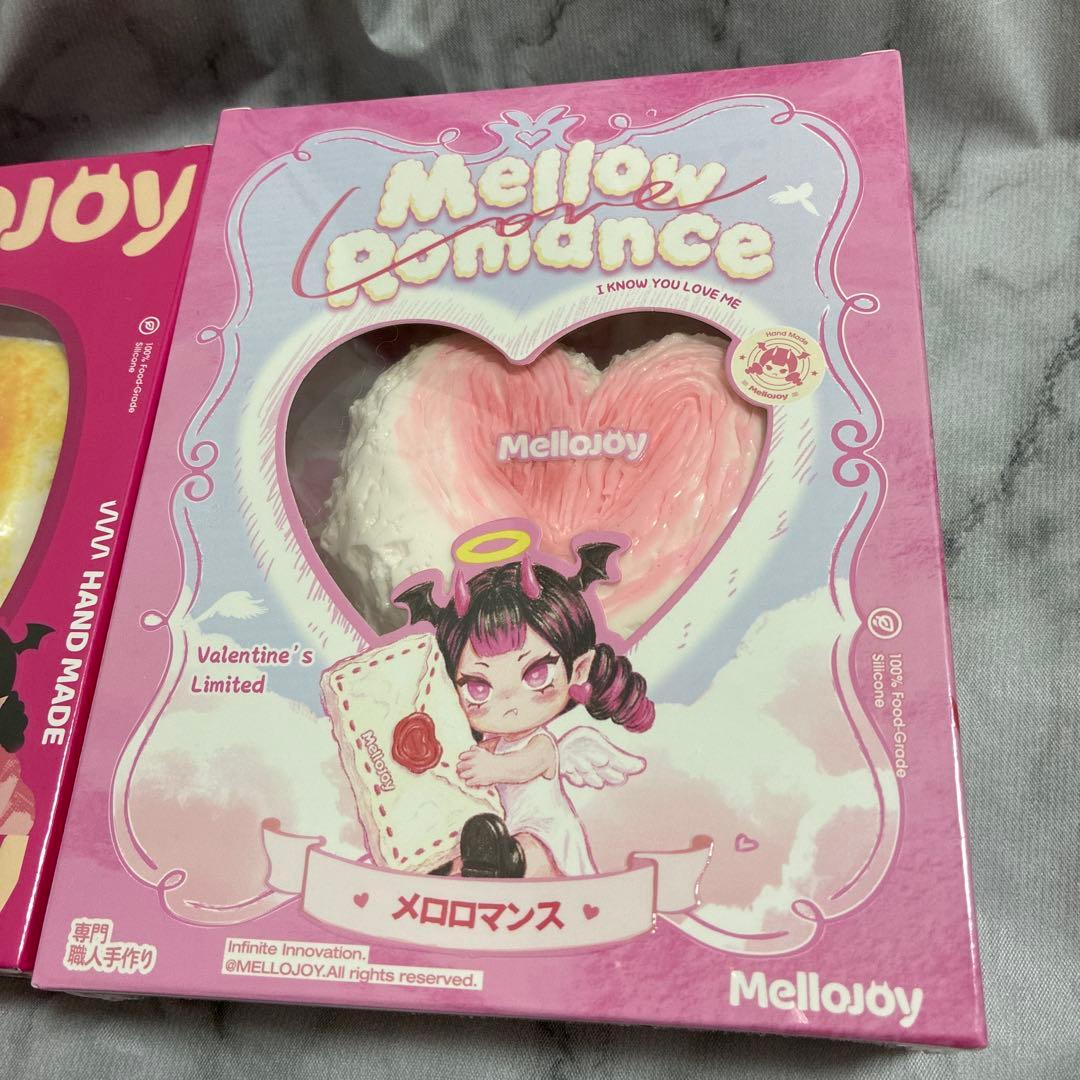 Mellow
Love
Romance
I KNOW YOU LOVE ME
Hand Made
Mellojoy
Mellojoy
Valentine's
Limited
Mellojoy
100% Food-Grade
Silicone
メロロマンス
専門
職人手作り
Infinite Innovation.
@MELLOJOY.All rights reserved.
Mellojoy
oJoy
100% Food-Grade
Silicone
HAND MADE